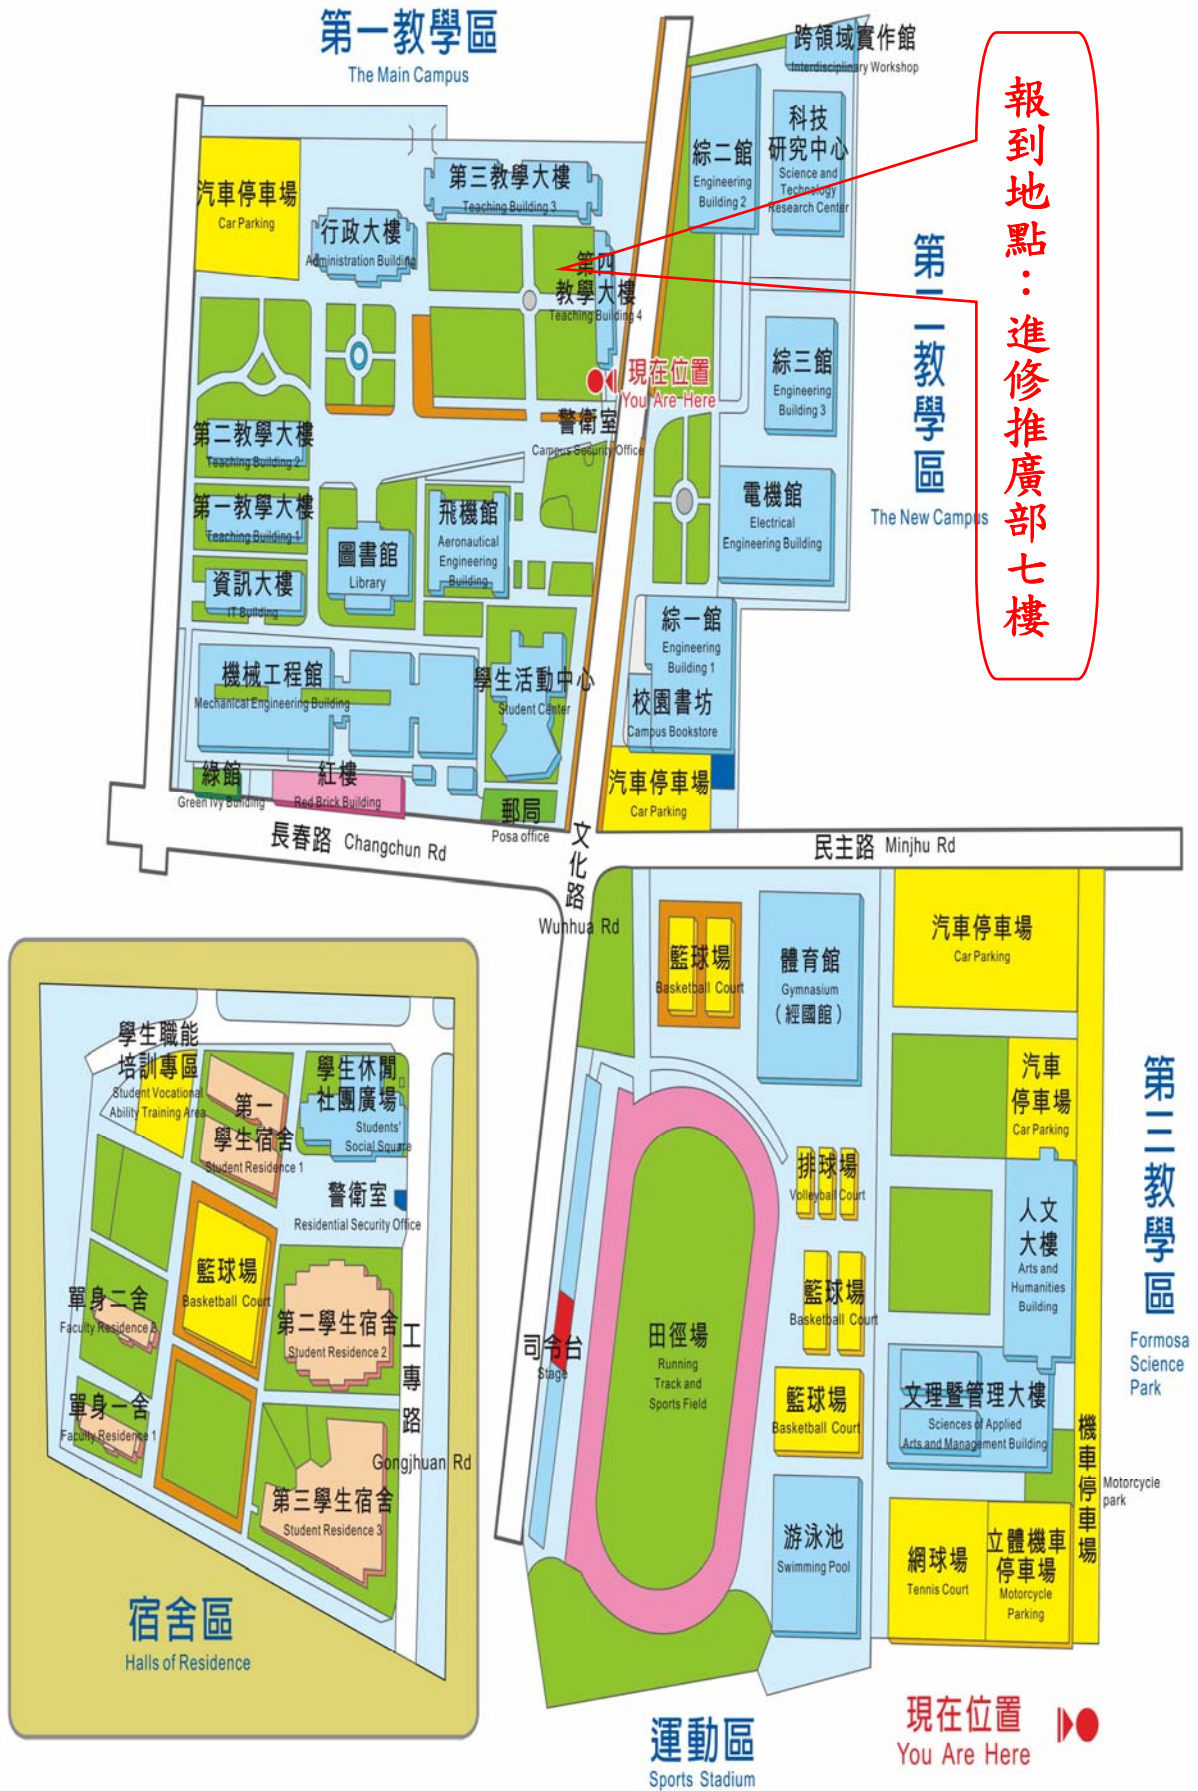 第一教學區
The Main Campus
跨領域實作館
Interdisciplinary Workshop
報到地點：進修推廣部七樓
汽車停車場
Car Parking
第三教學大樓
Teaching Building 3
行政大樓
Administration Building
第四
教學大樓
Teaching Building 4
綜二館
Engineering
Building 2
科技
研究中心
Science and
Technology
Research Center
第二教學區
The New Campus
綜三館
Engineering
Building 3
現在位置
You Are Here
警衛室
Campus Security Office
第二教學大樓
Teaching Building 2
第一教學大樓
Teaching Building 1
資訊大樓
IT Building
圖書館
Library
飛機館
Aeronautical
Engineering
Building
電機館
Electrical
Engineering Building
綜一館
Engineering
Building 1
校園書坊
Campus Bookstore
機械工程館
Mechanical Engineering Building
學生活動中心
Student Center
綠館
Green Ivy Building
紅樓
Red Brick Building
郵局
Posa office
汽車停車場
Car Parking
長春路 Changchun Rd
文化路
Wunhua Rd
民主路 Minjhu Rd
籃球場
Basketball Court
體育館
Gymnasium
（經國館）
汽車停車場
Car Parking
汽車
停車場
Car Parking
學生職能
培訓專區
Student Vocational
Ability Training Area
第一
學生宿舍
Student Residence 1
學生休閒
社團廣場
Students'
Social Square
警衛室
Residential Security Office
籃球場
Basketball Court
單身二舍
Faculty Residence 2
第二學生宿舍
Student Residence 2
單身一舍
Faculty Residence 1
第三學生宿舍
Student Residence 3
工專路
Gongjhuan Rd
宿舍區
Halls of Residence
排球場
Volleyball Court
籃球場
Basketball Court
籃球場
Basketball Court
司令台
Stage
田徑場
Running
Track and
Sports Field
游泳池
Swimming Pool
人文
大樓
Arts and
Humanities
Building
文理暨管理大樓
Sciences of Applied
Arts and Management Building
第三教學區
Formosa
Science
Park
機車停車場
Motorcycle
park
網球場
Tennis Court
立體機車
停車場
Motorcycle
Parking
運動區
Sports Stadium
現在位置
You Are Here